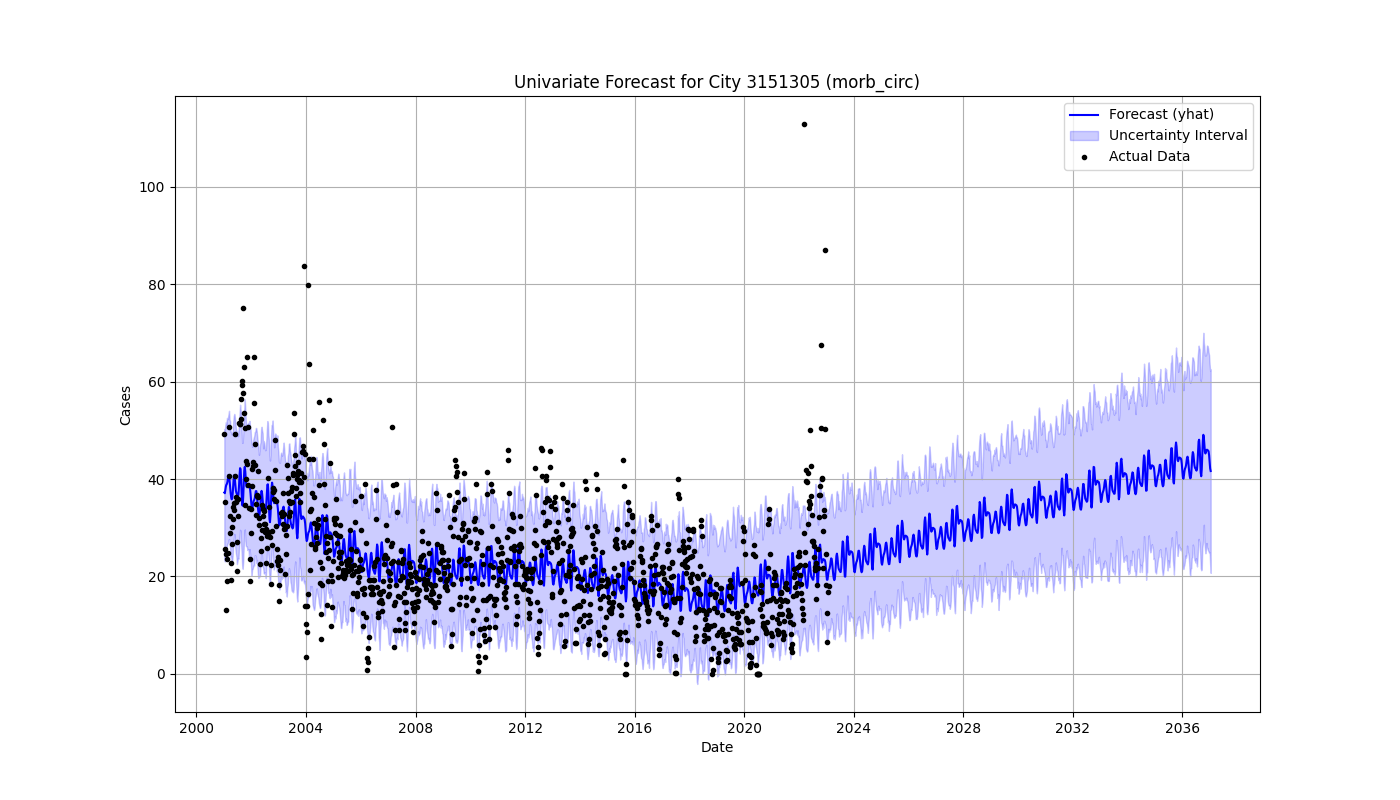 Univariate Forecast for City 3151305 (morb_circ)
Forecast (yhat)
Uncertainty Interval
Actual Data
Cases
100
80
60
40
20
0
2000 2004 2008 2012 2016 2020 2024 2028 2032 2036
Date